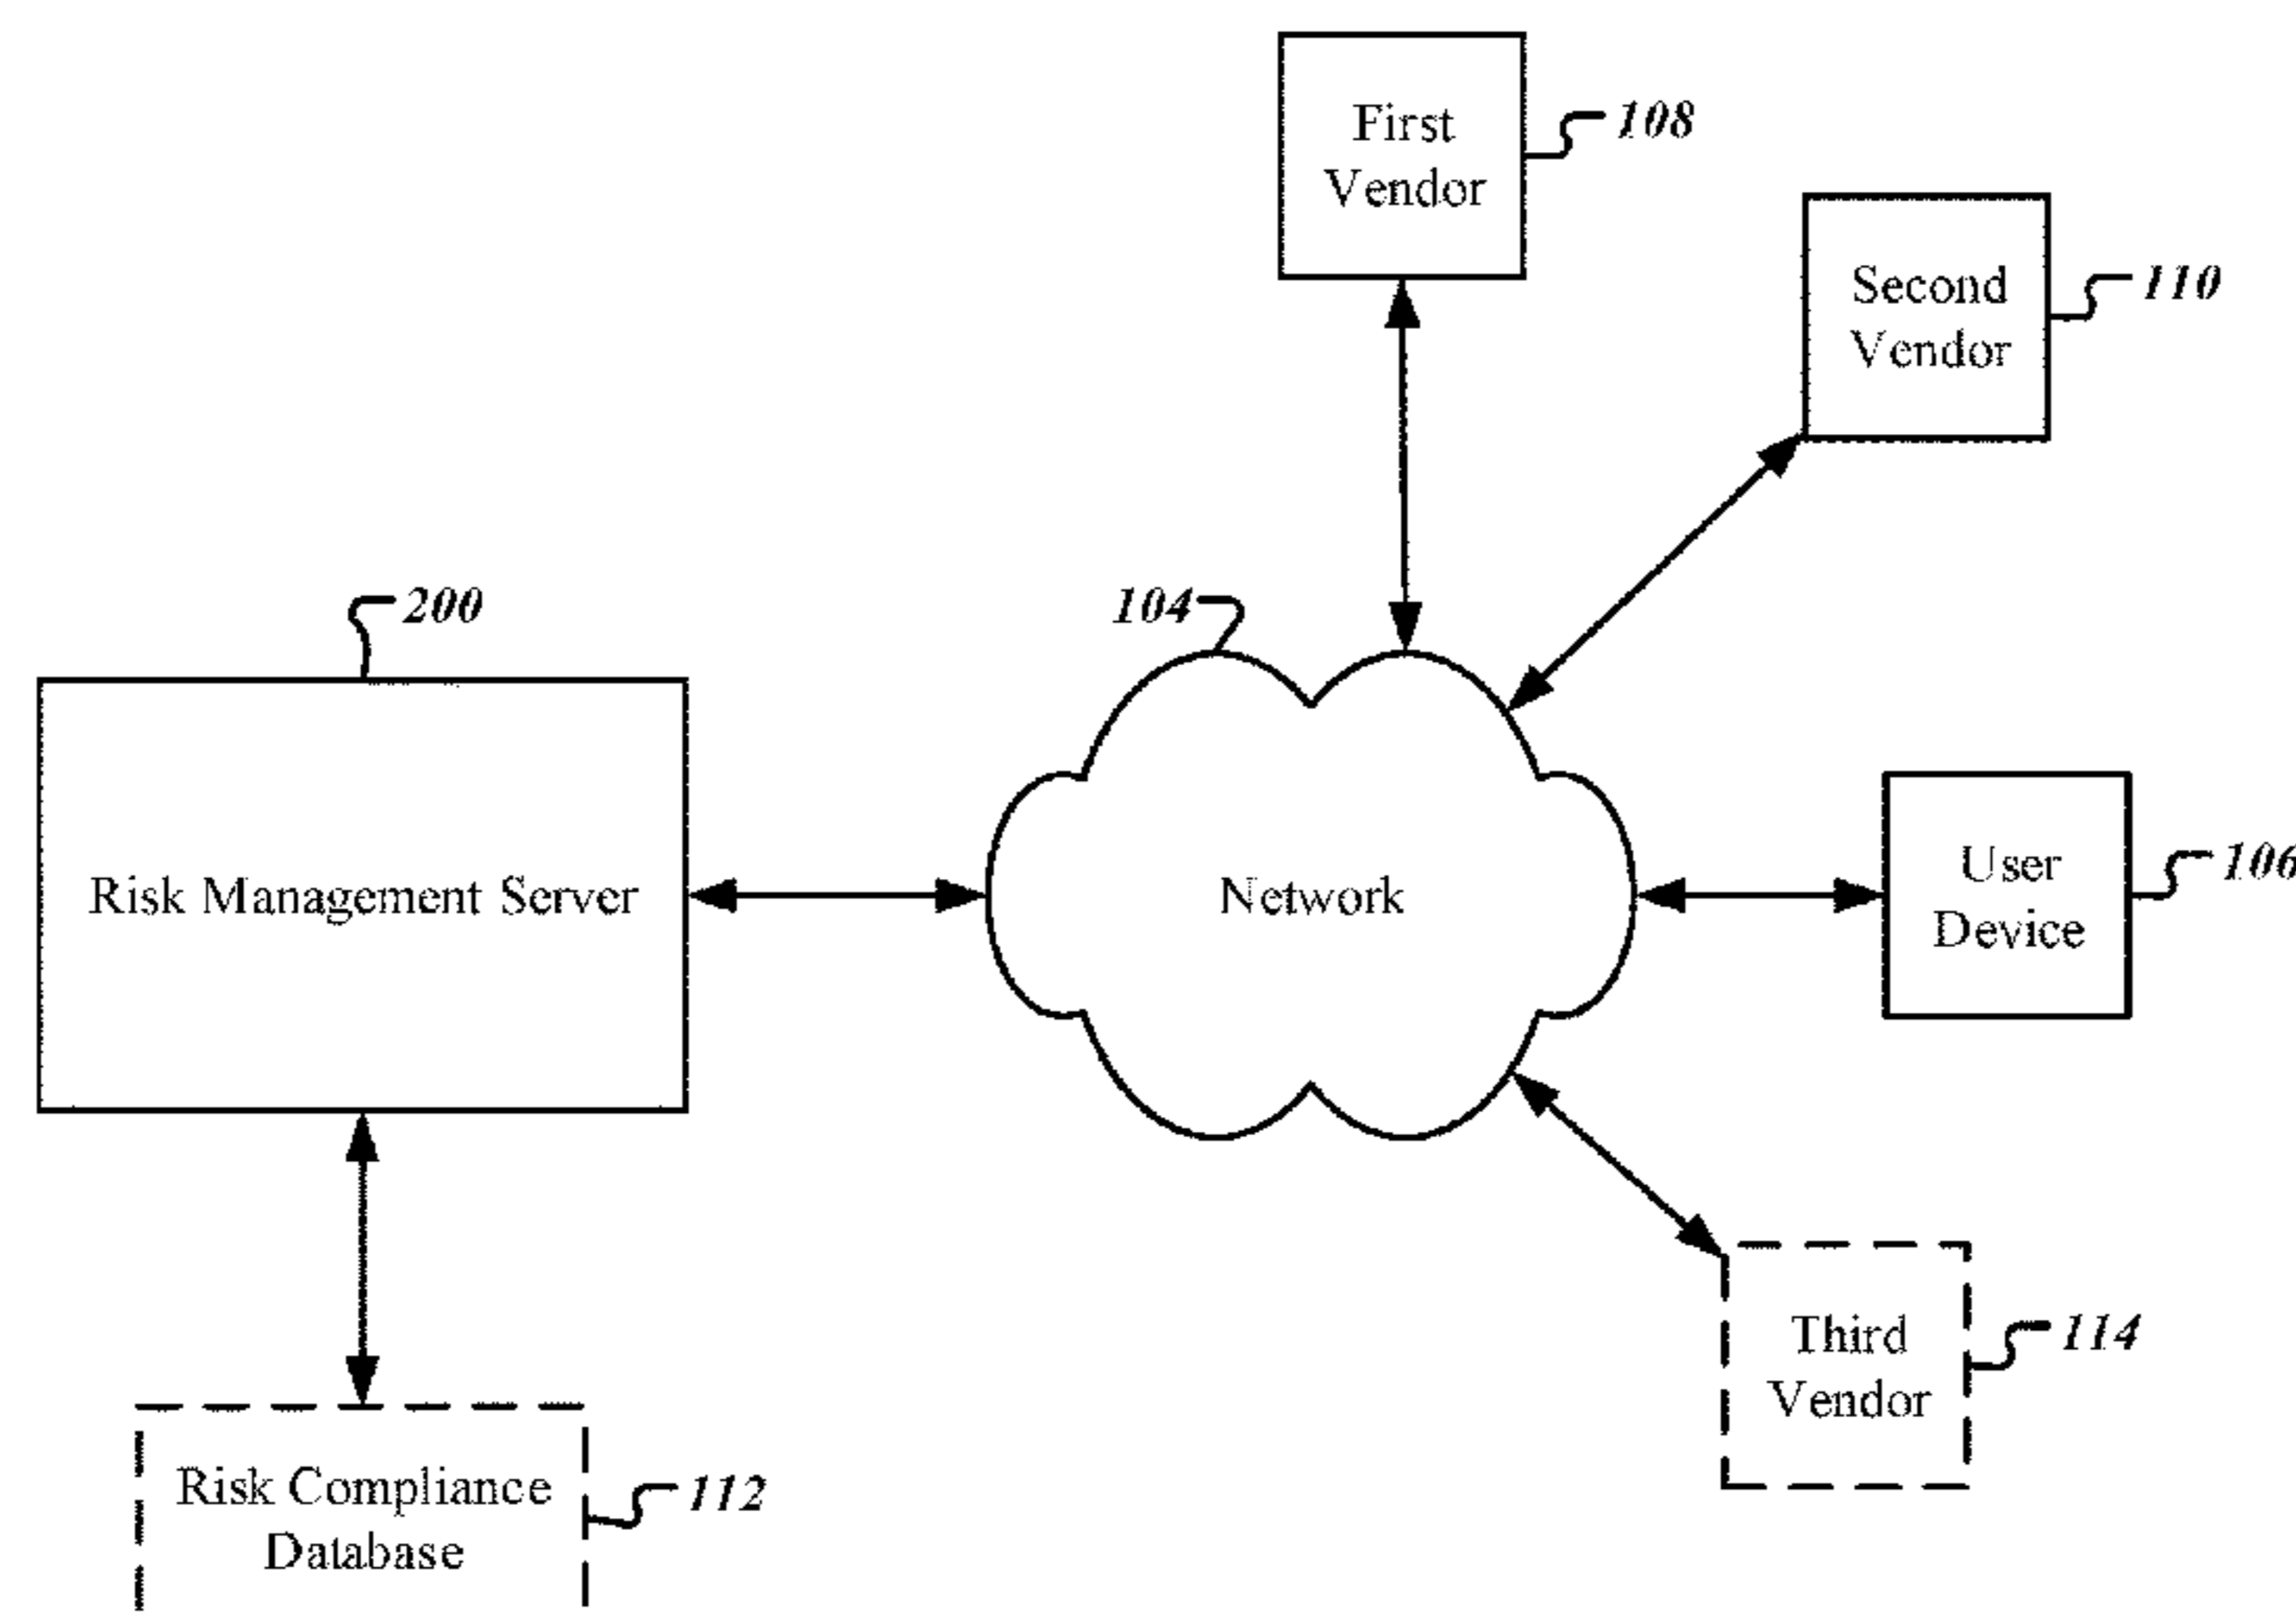 First
Vendor
108
Second
Vendor
110
200
104
Risk Management Server
Network
User
Device
106
Third
Vendor
114
Risk Compliance
Database
112